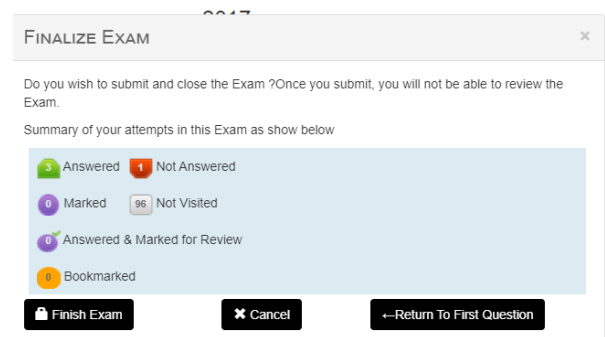 2017
FINALIZE EXAM ×
Do you wish to submit and close the Exam ?Once you submit, you will not be able to review the
Exam.
Summary of your attempts in this Exam as show below
3 Answered 1 Not Answered
0 Marked 96 Not Visited
0 Answered & Marked for Review
0 Bookmarked
Finish Exam ✖ Cancel ←Return To First Question